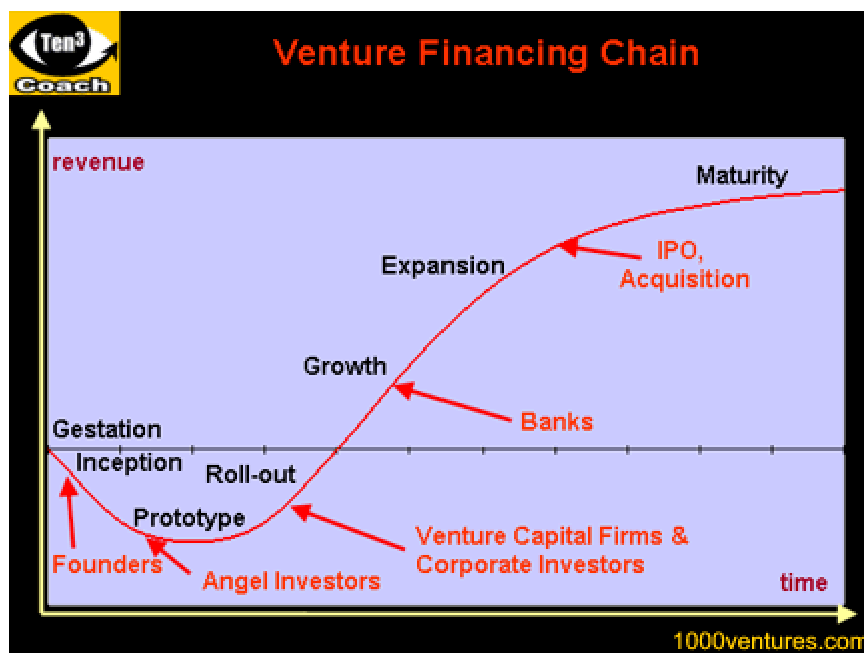 Ten³
Coach
Venture Financing Chain
revenue
Maturity
IPO,
Acquisition
Expansion
Growth
Banks
Gestation
Inception
Roll-out
Prototype
Founders
Angel Investors
Venture Capital Firms &
Corporate Investors
time
1000ventures.com